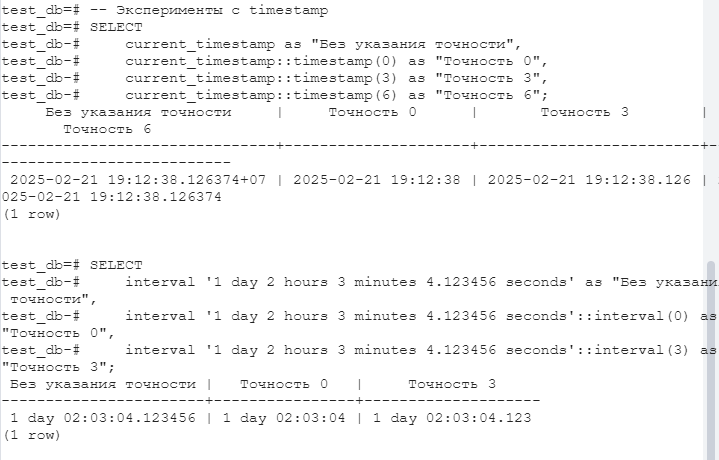 test_db=# -- Эксперименты с timestamp
test_db=# SELECT
test_db-#     current_timestamp as "Без указания точности",
test_db-#     current_timestamp::timestamp(0) as "Точность 0",
test_db-#     current_timestamp::timestamp(3) as "Точность 3",
test_db-#     current_timestamp::timestamp(6) as "Точность 6";
     Без указания точности     |     Точность 0      |       Точность 3        |
       Точность 6
-------------------------------+---------------------+-------------------------+-
--------------------------
 2025-02-21 19:12:38.126374+07 | 2025-02-21 19:12:38 | 2025-02-21 19:12:38.126 |
025-02-21 19:12:38.126374
(1 row)
test_db=# SELECT
test_db-#     interval '1 day 2 hours 3 minutes 4.123456 seconds' as "Без указани
 точности",
test_db-#     interval '1 day 2 hours 3 minutes 4.123456 seconds'::interval(0) as
"Точность 0",
test_db-#     interval '1 day 2 hours 3 minutes 4.123456 seconds'::interval(3) as
"Точность 3";
 Без указания точности |   Точность 0   |     Точность 3
-----------------------+----------------+--------------------
 1 day 02:03:04.123456 | 1 day 02:03:04 | 1 day 02:03:04.123
(1 row)